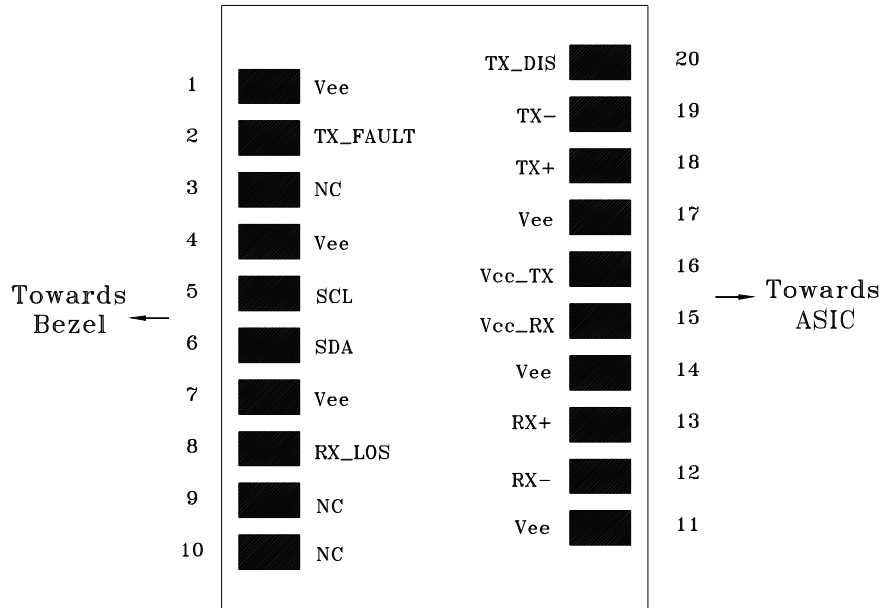 1 Vee
2 TX_FAULT
3 NC
4 Vee
5 SCL
6 SDA
7 Vee
8 RX_LOS
9 NC
10 NC
Towards
Bezel
TX_DIS 20
TX- 19
TX+ 18
Vee 17
Vcc_TX 16
Vcc_RX 15
Vee 14
RX+ 13
RX- 12
Vee 11
Towards
ASIC